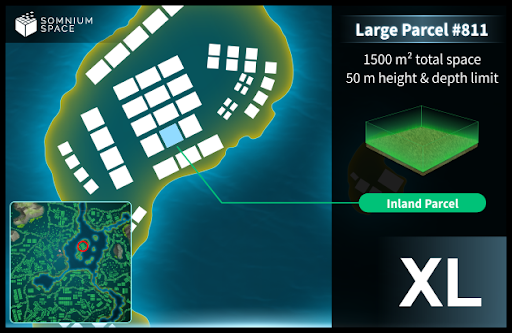 SOMNIUM
SPACE
Large Parcel #811
1500 m² total space
50 m height & depth limit
Inland Parcel
XL